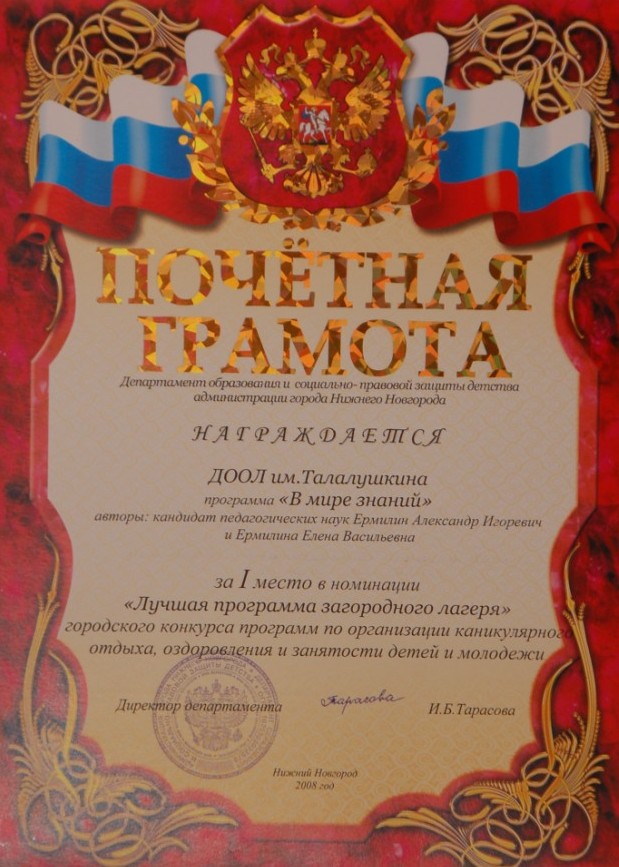 ПОЧЁТНАЯ
ГРАМОТА
Департамент образования и социально- правовой защиты детства
администрации города Нижнего Новгорода
НАГРАЖДАЕТСЯ
ДООЛ им.Талалушкина
программа «В мире знаний»
авторы: кандидат педагогических наук Ермилин Александр Игоревич
и Ермилина Елена Васильевна
за I место в номинации
«Лучшая программа загородного лагеря»
городского конкурса программ по организации каникулярного
отдыха, оздоровления и занятости детей и молодежи
Директор департамента Тарасова И.Б.Тарасова
Нижний Новгород
2008 год